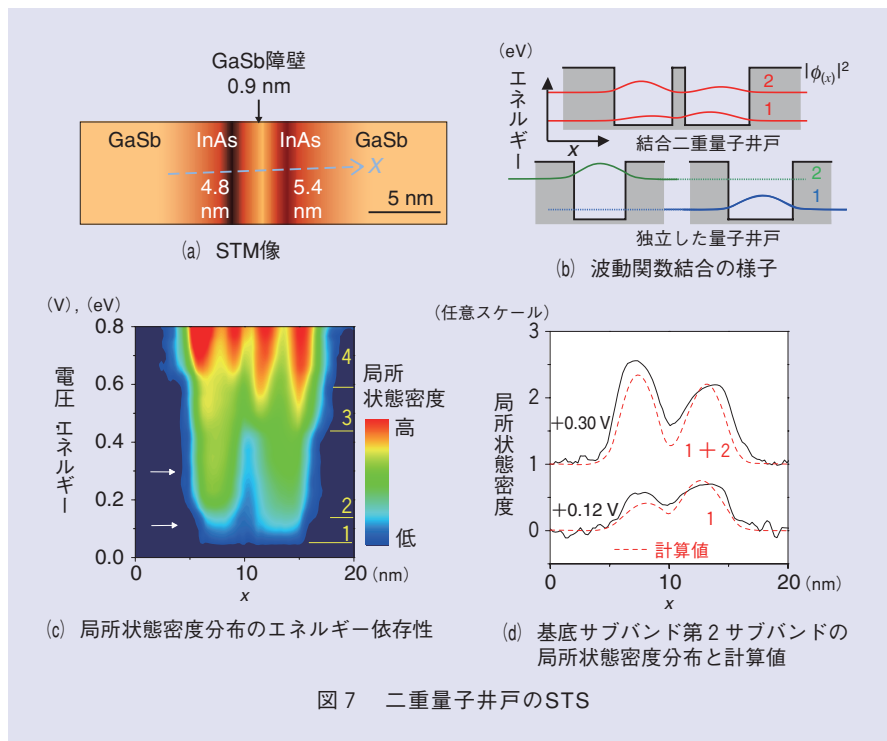 GaSb障壁
0.9 nm
GaSb
InAs
InAs
GaSb
x
4.8
nm
5.4
nm
5 nm
(a) STM像
(eV)
エネルギー
|ϕ(x)|²
2
1
x
結合二重量子井戸
2
1
独立した量子井戸
(b) 波動関数結合の様子
(V),(eV)
電圧・エネルギー
0.8
0.6
0.4
0.2
0.0
4
3
2
1
局所
状態密度
高
低
0
10
20
(nm)
x
(c) 局所状態密度分布のエネルギー依存性
(任意スケール)
局所状態密度
3
2
1
0
+0.30 V
1+2
+0.12 V
1
計算値
0
10
20
(nm)
x
(d) 基底サブバンド第2サブバンドの
局所状態密度分布と計算値
図7 二重量子井戸のSTS